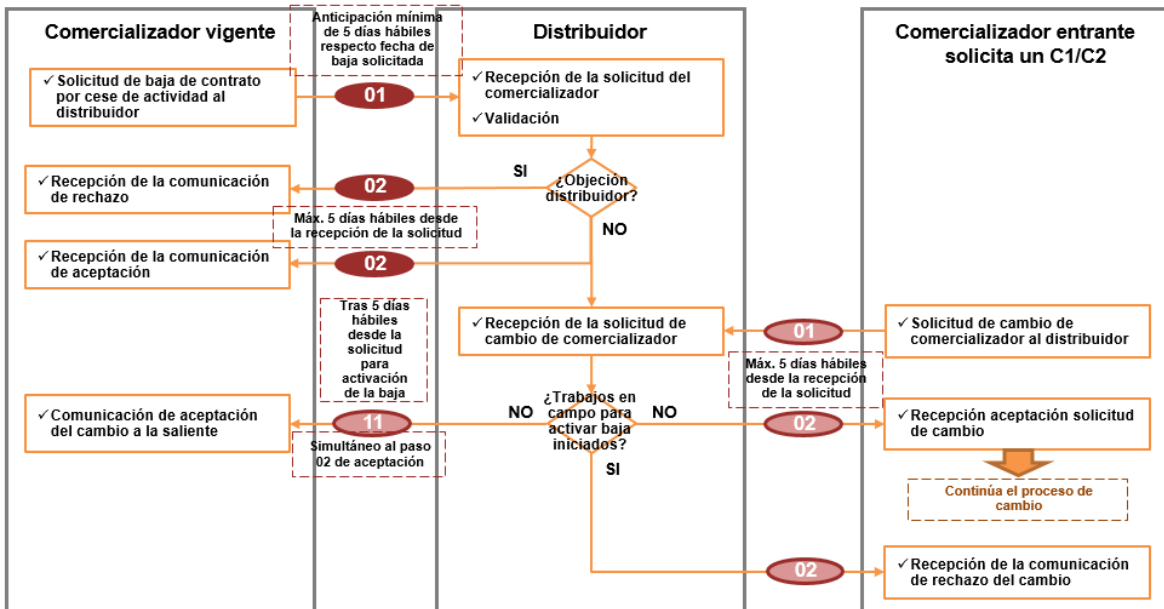 Comercializador vigente
Anticipación mínima
de 5 días hábiles
respecto fecha de
baja solicitada
Distribuidor
Comercializador entrante
solicita un C1/C2
✓ Solicitud de baja de contrato
por cese de actividad al
distribuidor
01
✓ Recepción de la solicitud del
comercializador
✓ Validación
SI
¿Objeción
distribuidor?
✓ Recepción de la comunicación
de rechazo
02
Máx. 5 días hábiles desde
la recepción de la solicitud
NO
✓ Recepción de la comunicación
de aceptación
02
Tras 5 días
hábiles
desde la
solicitud
para
activación
de la baja
✓ Recepción de la solicitud de
cambio de comercializador
01
✓ Solicitud de cambio de
comercializador al distribuidor
Máx. 5 días hábiles
desde la recepción
de la solicitud
✓ Comunicación de aceptación
del cambio a la saliente
11
Simultáneo al paso
02 de aceptación
NO
¿Trabajos en
campo para
activar baja
iniciados?
NO
02
✓ Recepción aceptación solicitud
de cambio
SI
Continúa el proceso de
cambio
02
✓ Recepción de la comunicación
de rechazo del cambio